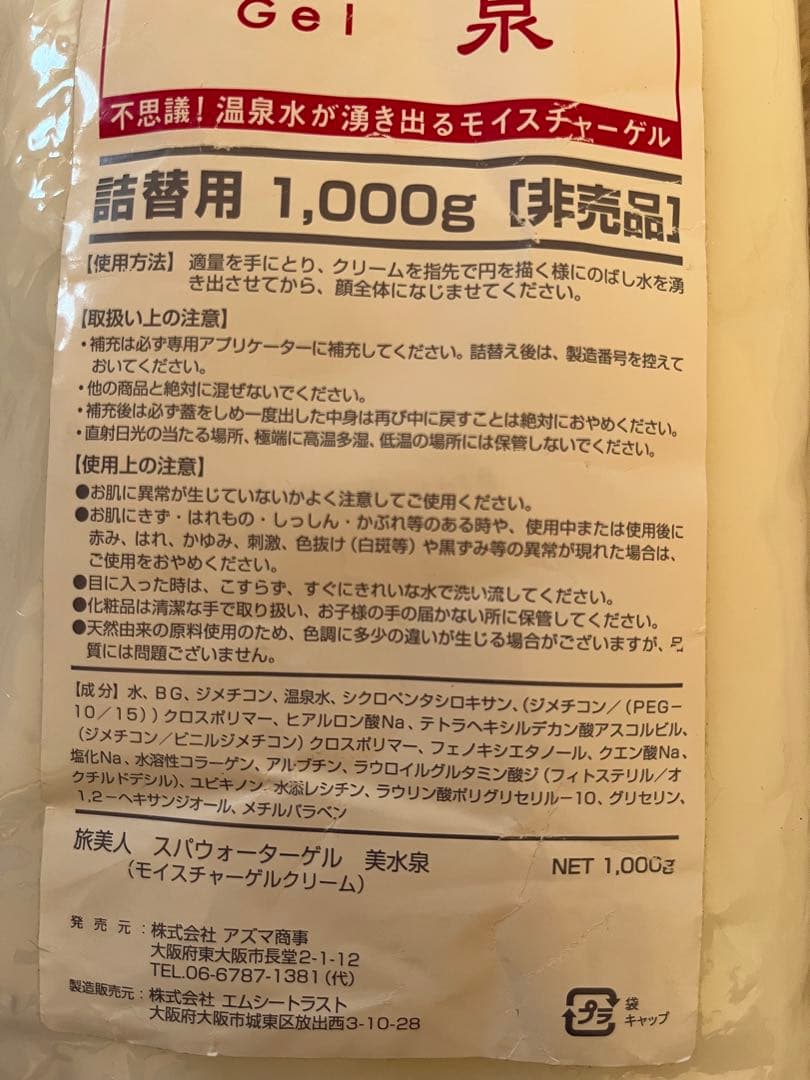 Gel 泉
不思議！温泉水が湧き出るモイスチャーゲル
詰替用 1,000g [非売品]
【使用方法】 適量を手にとり、クリームを指先で円を描く様にのばし水を湧
き出させてから、顔全体になじませてください。
【取扱い上の注意】
・補充は必ず専用アプリケーターに補充してください。詰替え後は、製造番号を控えて
おいてください。
・他の商品と絶対に混ぜないでください。
・補充後は必ず蓋をしめ一度出した中身は再び中に戻すことは絶対におやめください。
・直射日光の当たる場所、極端に高温多湿、低温の場所には保管しないでください。
【使用上の注意】
●お肌に異常が生じていないかよく注意してご使用ください。
●お肌にきず・はれもの・しっしん・かぶれ等のある時や、使用中または使用後に
赤み、はれ、かゆみ、刺激、色抜け（白斑等）や黒ずみ等の異常が現れた場合は、
ご使用をおやめください。
●目に入った時は、こすらず、すぐにきれいな水で洗い流してください。
●化粧品は清潔な手で取り扱い、お子様の手の届かない所に保管してください。
●天然由来の原料使用のため、色調に多少の違いが生じる場合がございますが、品
質には問題ございません。
【成分】水、BG、ジメチコン、温泉水、シクロペンタシロキサン、（ジメチコン／（PEG－
10／15））クロスポリマー、ヒアルロン酸Na、テトラヘキシルデカン酸アスコルビル、
（ジメチコン／ビニルジメチコン）クロスポリマー、フェノキシエタノール、クエン酸Na、
塩化Na、水溶性コラーゲン、アルブチン、ラウロイルグルタミン酸ジ（フィトステリル／オ
クチルドデシル）、ユビキノン、水添レシチン、ラウリン酸ポリグリセリル－10、グリセリン、
1,2－ヘキサンジオール、メチルパラベン
旅美人 スパウォーターゲル 美水泉 NET 1,000g
（モイスチャーゲルクリーム）
発売元：株式会社 アズマ商事
大阪府東大阪市長堂2-1-12
TEL.06-6787-1381（代）
製造販売元：株式会社 エムシートラスト
大阪府大阪市城東区放出西3-10-28
プラ 袋
キャップ